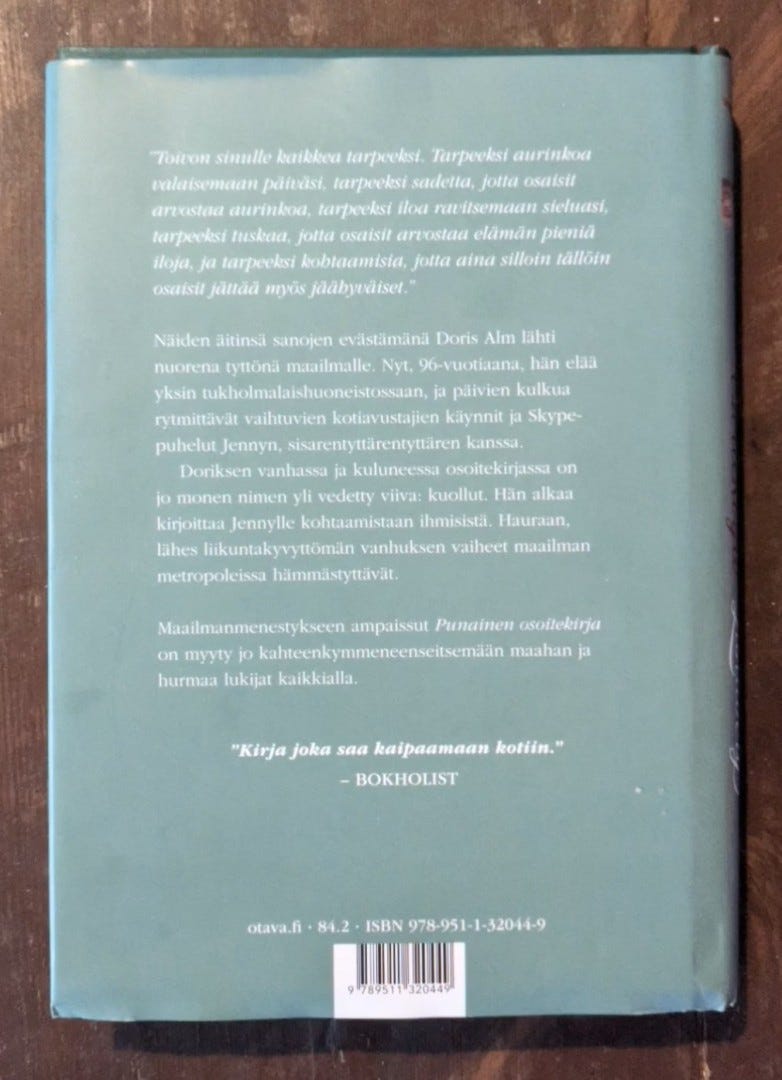 "Toivon sinulle kaikkea tarpeeksi. Tarpeeksi aurinkoa
valaisemaan päiväsi, tarpeeksi sadetta, jotta osaisit
arvostaa aurinkoa, tarpeeksi iloa ravitsemaan sieluasi,
tarpeeksi tuskaa, jotta osaisit arvostaa elämän pieniä
iloja, ja tarpeeksi kohtaamisia, jotta aina silloin tällöin
osaisit jättää myös jäähyväiset."
Näiden äitinsä sanojen evästämänä Doris Alm lähti
nuorena tyttönä maailmalle. Nyt, 96-vuotiaana, hän elää
yksin tukholmalaishuoneistossaan, ja päivien kulkua
rytmittävät vaihtuvien kotiavustajien käynnit ja Skype-
puhelut Jennyn, sisarentyttärentyttären kanssa.
Doriksen vanhassa ja kuluneessa osoitekirjassa on
jo monen nimen yli vedetty viiva: kuollut. Hän alkaa
kirjoittaa Jennylle kohtaamistaan ihmisistä. Hauraan,
lähes liikuntakyvyttömän vanhuksen vaiheet maailman
metropoleissa hämmästyttävät.
Maailmanmenestykseen ampaissut Punainen osoitekirja
on myyty jo kahteenkymmeneenseitsemään maahan ja
hurmaa lukijat kaikkialla.
"Kirja joka saa kaipaamaan kotiin."
– BOKHOLIST
otava.fi · 84.2 · ISBN 978-951-1-32044-9
9 789511 320449